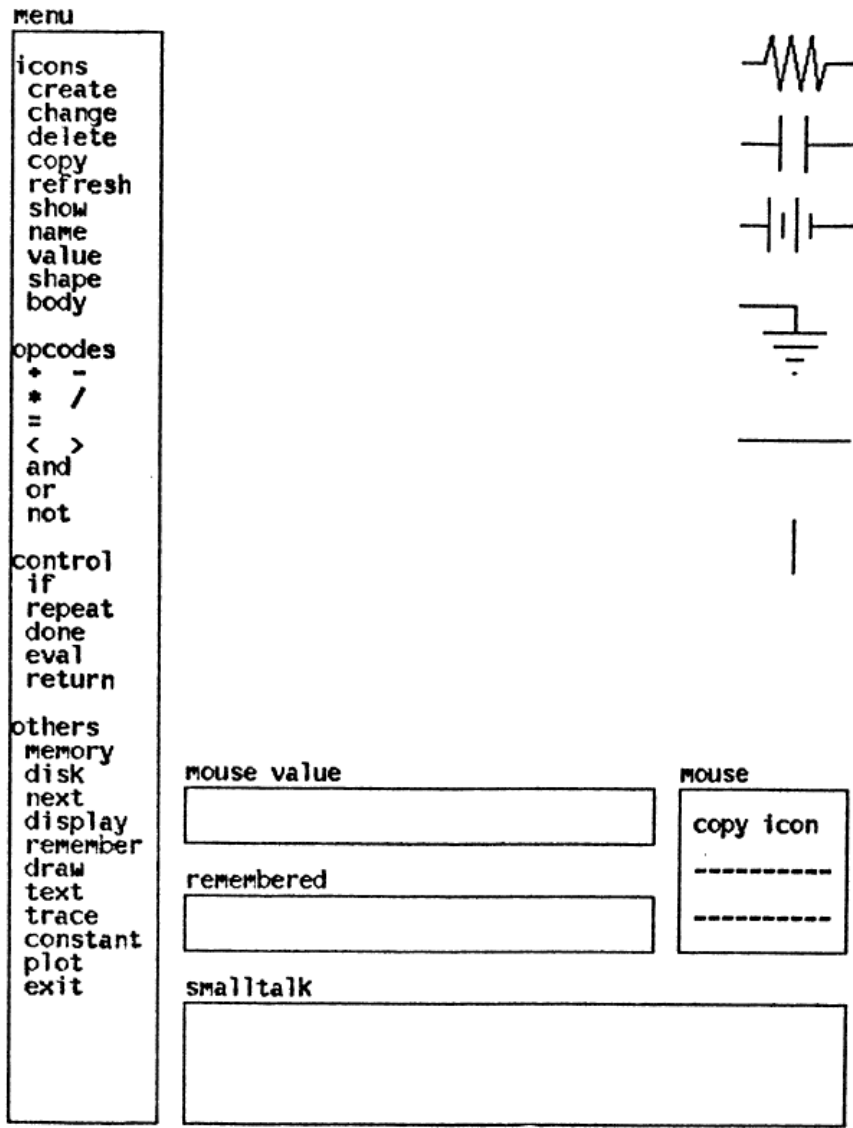 menu
icons
create
change
delete
copy
refresh
show
name
value
shape
body
opcodes
+ -
* /
=
< >
and
or
not
control
if
repeat
done
eval
return
others
memory
disk
next
display
remember
draw
text
trace
constant
plot
exit
mouse value
remembered
smalltalk
mouse
copy icon
----------
----------